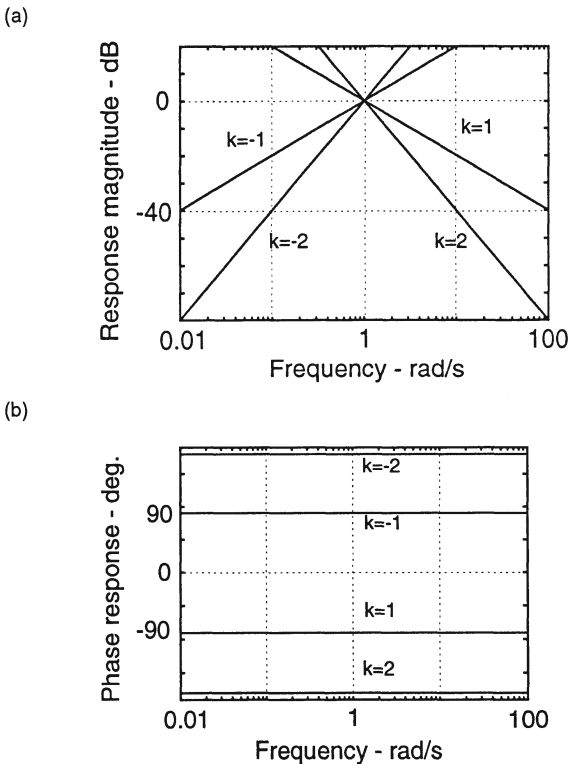 (a)
Response magnitude - dB
0
-40
k=-1
k=1
k=-2
k=2
0.01
1
100
Frequency - rad/s
(b)
Phase response - deg.
90
0
-90
k=-2
k=-1
k=1
k=2
0.01
1
100
Frequency - rad/s